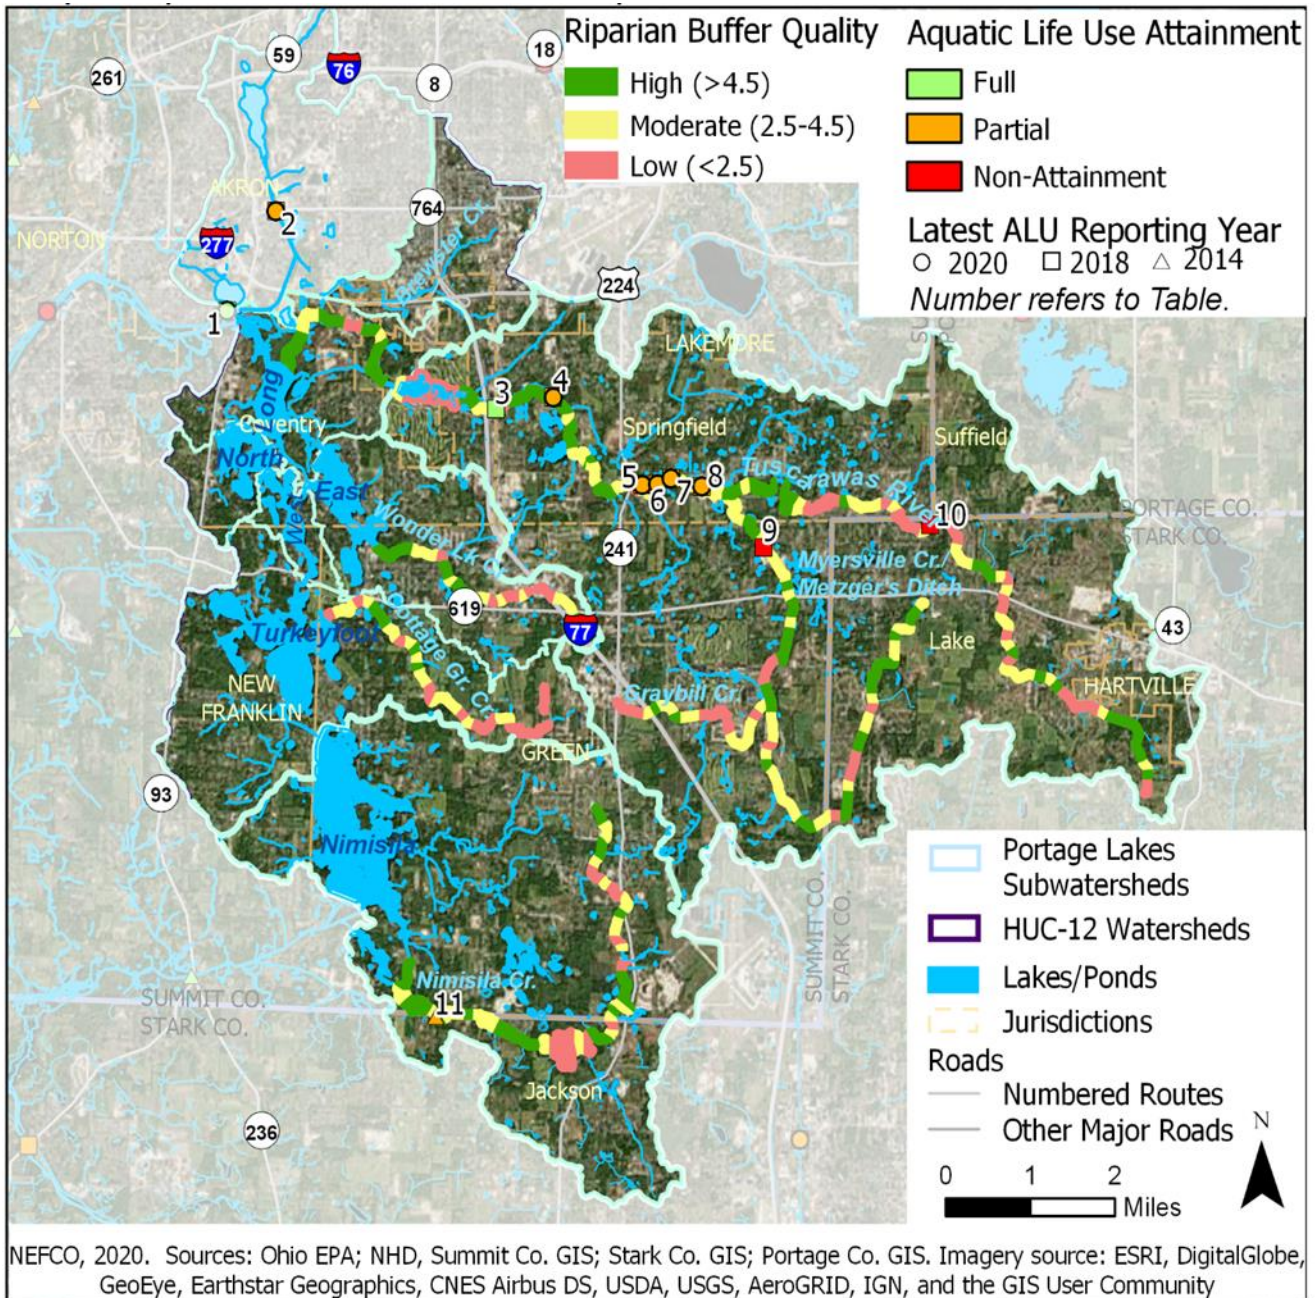 Riparian Buffer Quality
High (>4.5)
Moderate (2.5-4.5)
Low (<2.5)
Aquatic Life Use Attainment
Full
Partial
Non-Attainment
Latest ALU Reporting Year
2020
2018
2014
Number refers to Table.
59
18
261
76
8
AKRON
764
2
NORTON
277
224
1
LAKEMORE
Long
3
4
Coventry
Springfield
Suffield
North
East
5
6
7
8
Tuscarawas River
West
Wonder Lk C
10
PORTAGE CO.
STARK CO.
9
241
Myersville Cr./
Metzger's Ditch
619
Turkeyfoot
Cottage Gr. Cr.
77
43
Lake
NEW
FRANKLIN
Graybill Cr.
HARTVILLE
GREEN
93
Nimisila
SUMMIT CO.
STARK CO.
Nimisila Cr.
11
SUMMIT CO.
STARK CO.
Jackson
236
Portage Lakes
Subwatersheds
HUC-12 Watersheds
Lakes/Ponds
Jurisdictions
Roads
Numbered Routes
Other Major Roads
N
0 1 2
Miles
NEFCO, 2020. Sources: Ohio EPA; NHD, Summit Co. GIS; Stark Co. GIS; Portage Co. GIS. Imagery source: ESRI, DigitalGlobe,
GeoEye, Earthstar Geographics, CNES Airbus DS, USDA, USGS, AeroGRID, IGN, and the GIS User Community